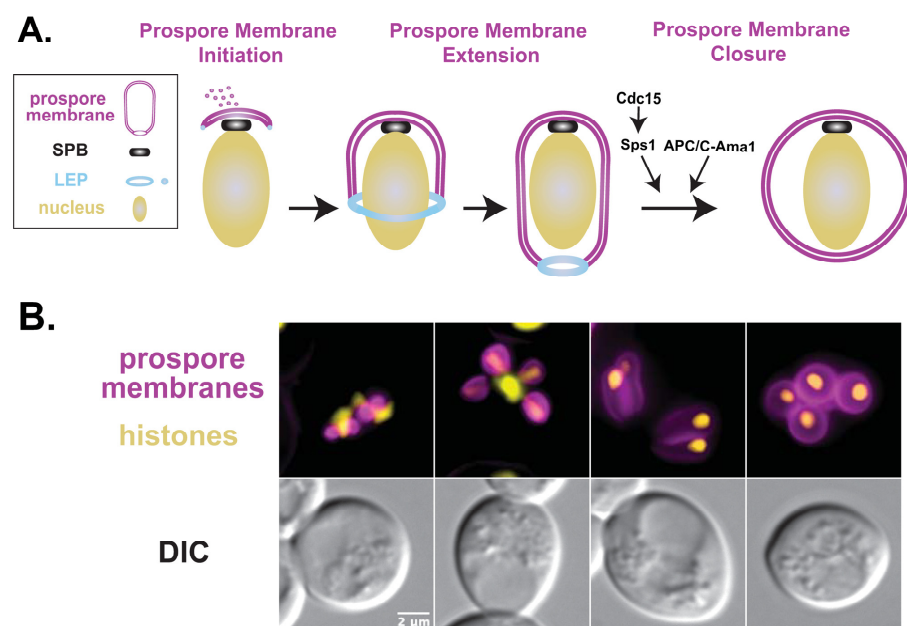 A.
Prospore Membrane
Initiation
Prospore Membrane
Extension
Prospore Membrane
Closure
prospore
membrane
SPB
LEP
nucleus
Cdc15
Sps1
APC/C-Ama1
B.
prospore
membranes
histones
DIC
2 µm